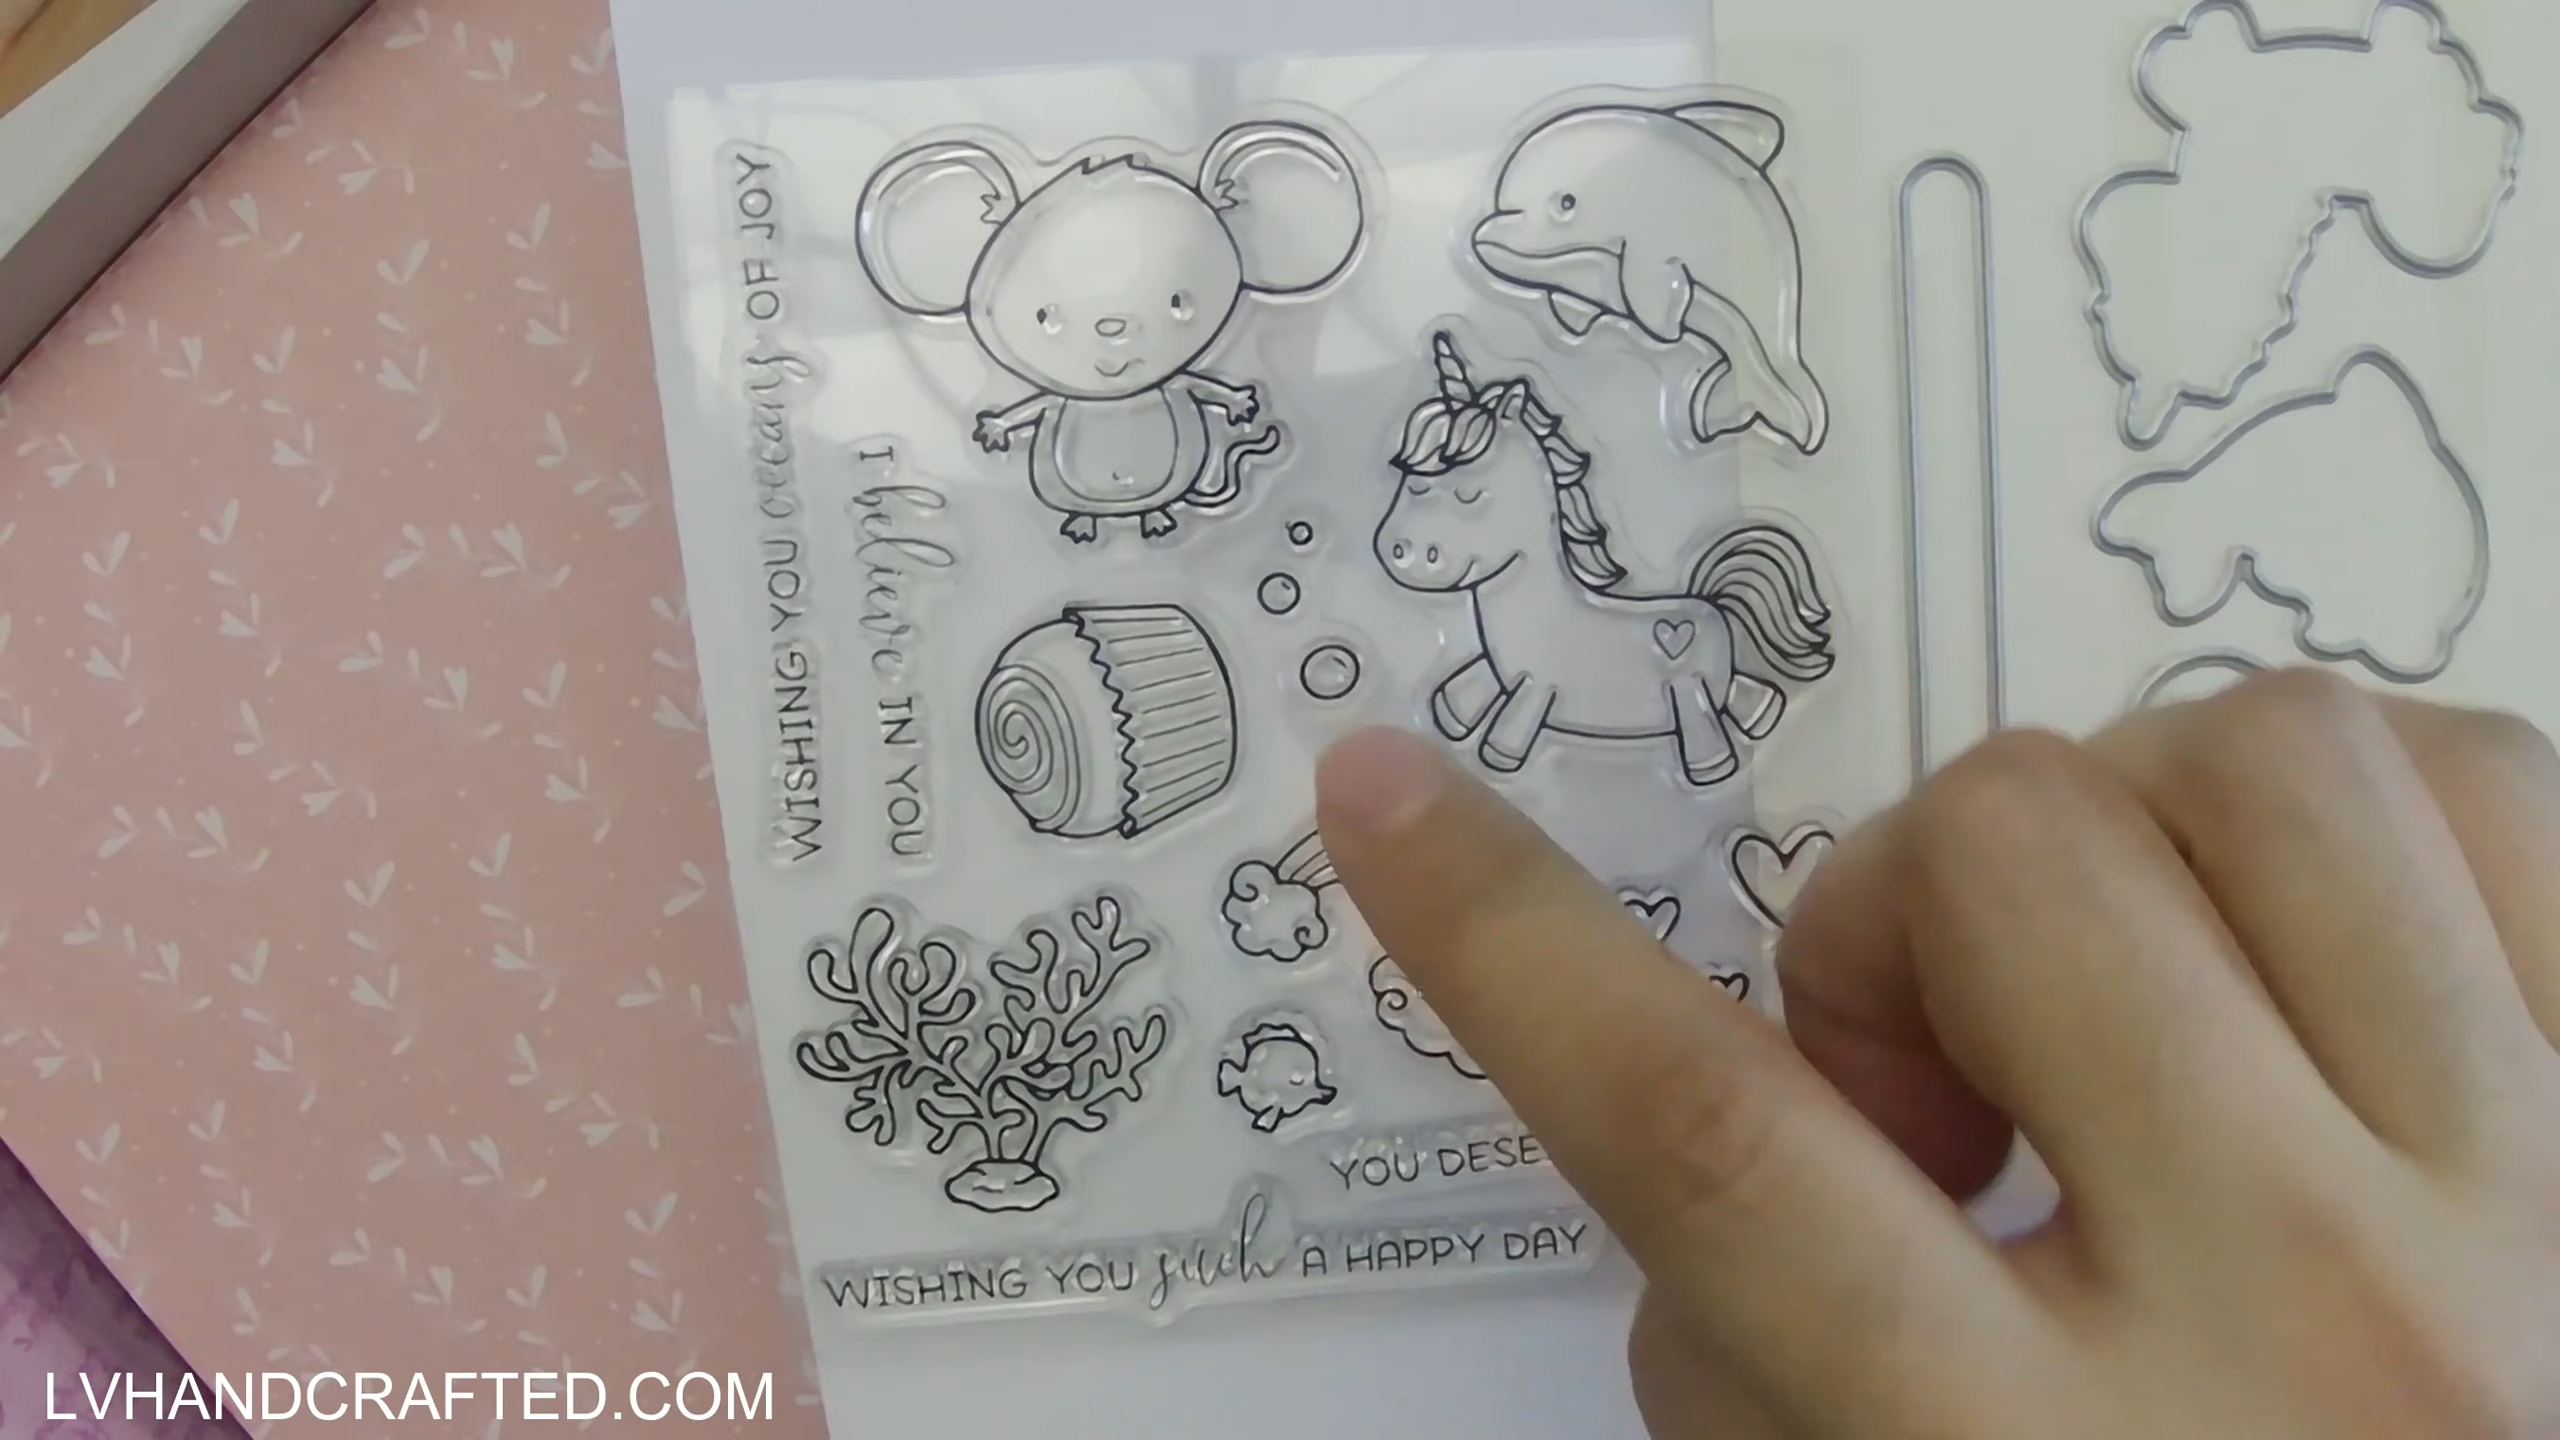 WISHING YOU oceans OF JOY
I believe IN YOU
YOU DESE
WISHING YOU such A HAPPY DAY
LVHANDCRAFTED.COM